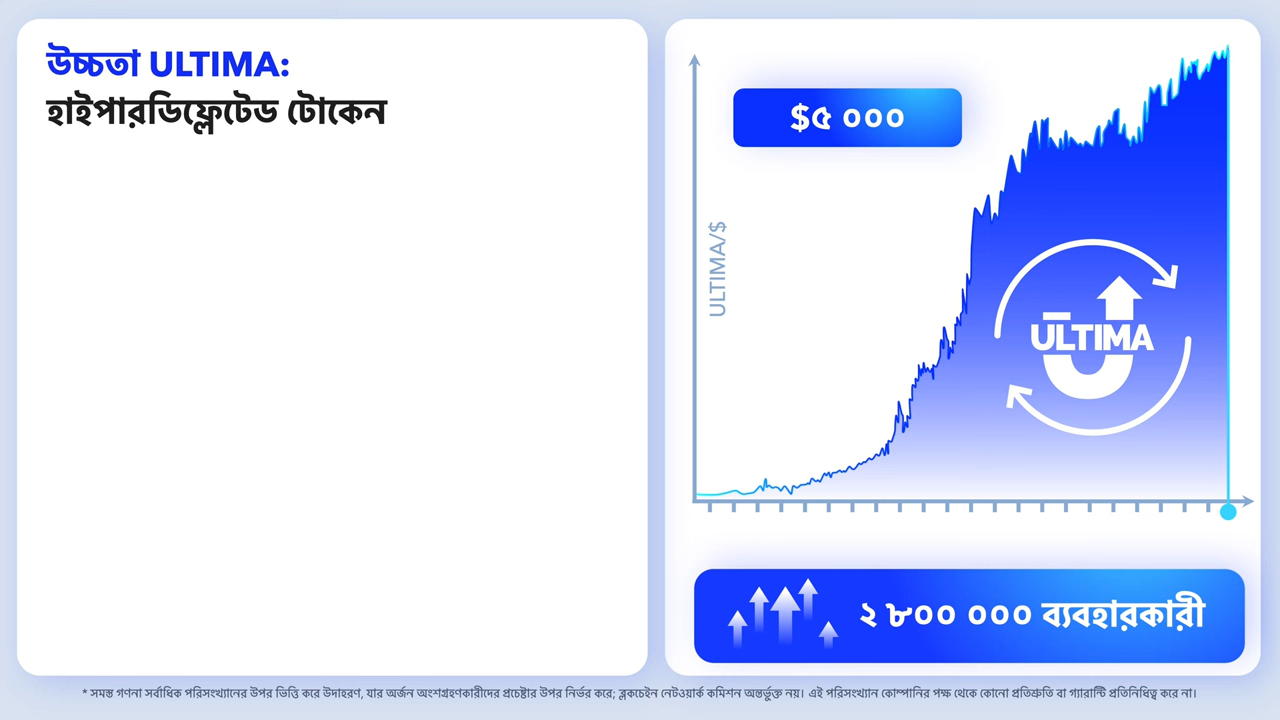 উচ্চতা ULTIMA:
হাইপারডিফ্লেটেড টোকেন
$৫ ০০০
ULTIMA/$
ULTIMA
২ ৮০০ ০০০ ব্যবহারকারী
* সমস্ত গণনা সর্বাধিক পরিসংখ্যানের উপর ভিত্তি করে উদাহরণ, যার অর্জন অংশগ্রহণকারীদের প্রচেষ্টার উপর নির্ভর করে; ব্লকচেইন নেটওয়ার্ক কমিশন অন্তর্ভুক্ত নয়। এই পরিসংখ্যান কোম্পানির পক্ষ থেকে কোনো প্রতিশ্রুতি বা গ্যারান্টি প্রতিনিধিত্ব করে না।